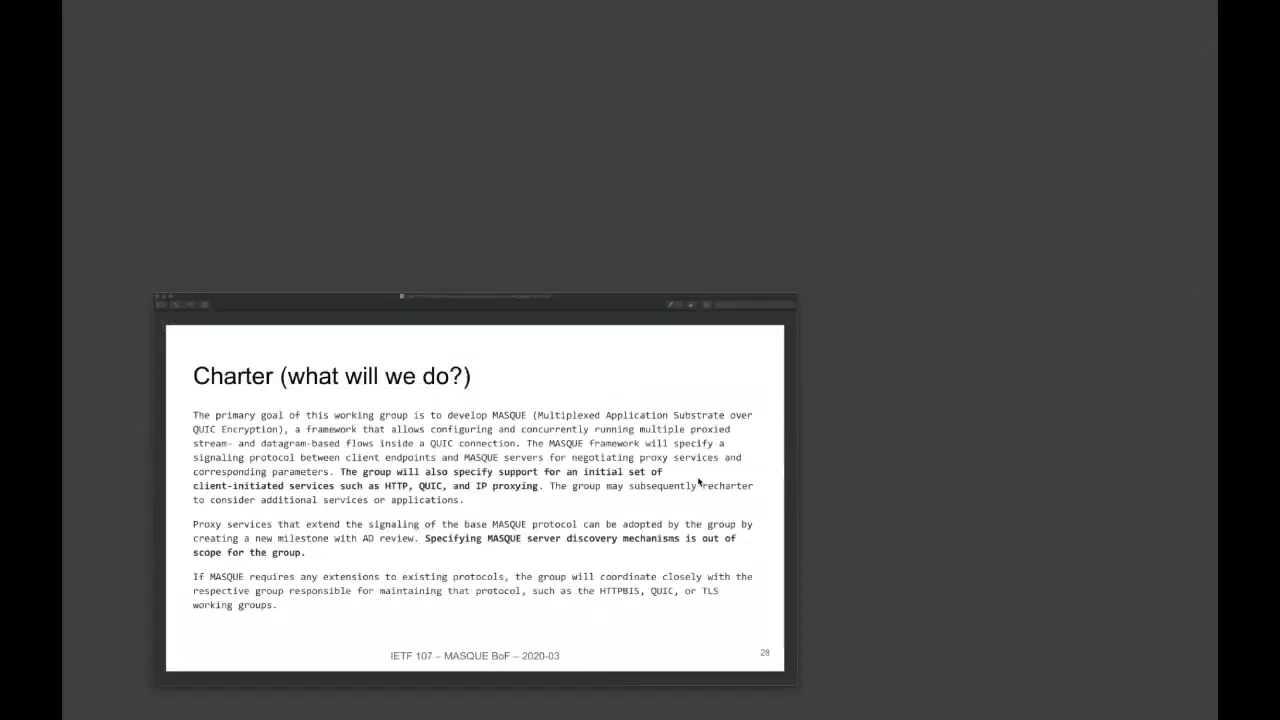 Charter (what will we do?)
The primary goal of this working group is to develop MASQUE (Multiplexed Application Substrate over
QUIC Encryption), a framework that allows configuring and concurrently running multiple proxied
stream- and datagram-based flows inside a QUIC connection. The MASQUE framework will specify a
signaling protocol between client endpoints and MASQUE servers for negotiating proxy services and
corresponding parameters. The group will also specify support for an initial set of
client-initiated services such as HTTP, QUIC, and IP proxying. The group may subsequently recharter
to consider additional services or applications.
Proxy services that extend the signaling of the base MASQUE protocol can be adopted by the group by
creating a new milestone with AD review. Specifying MASQUE server discovery mechanisms is out of
scope for the group.
If MASQUE requires any extensions to existing protocols, the group will coordinate closely with the
respective group responsible for maintaining that protocol, such as the HTTPBIS, QUIC, or TLS
working groups.
IETF 107 – MASQUE BoF – 2020-03
28